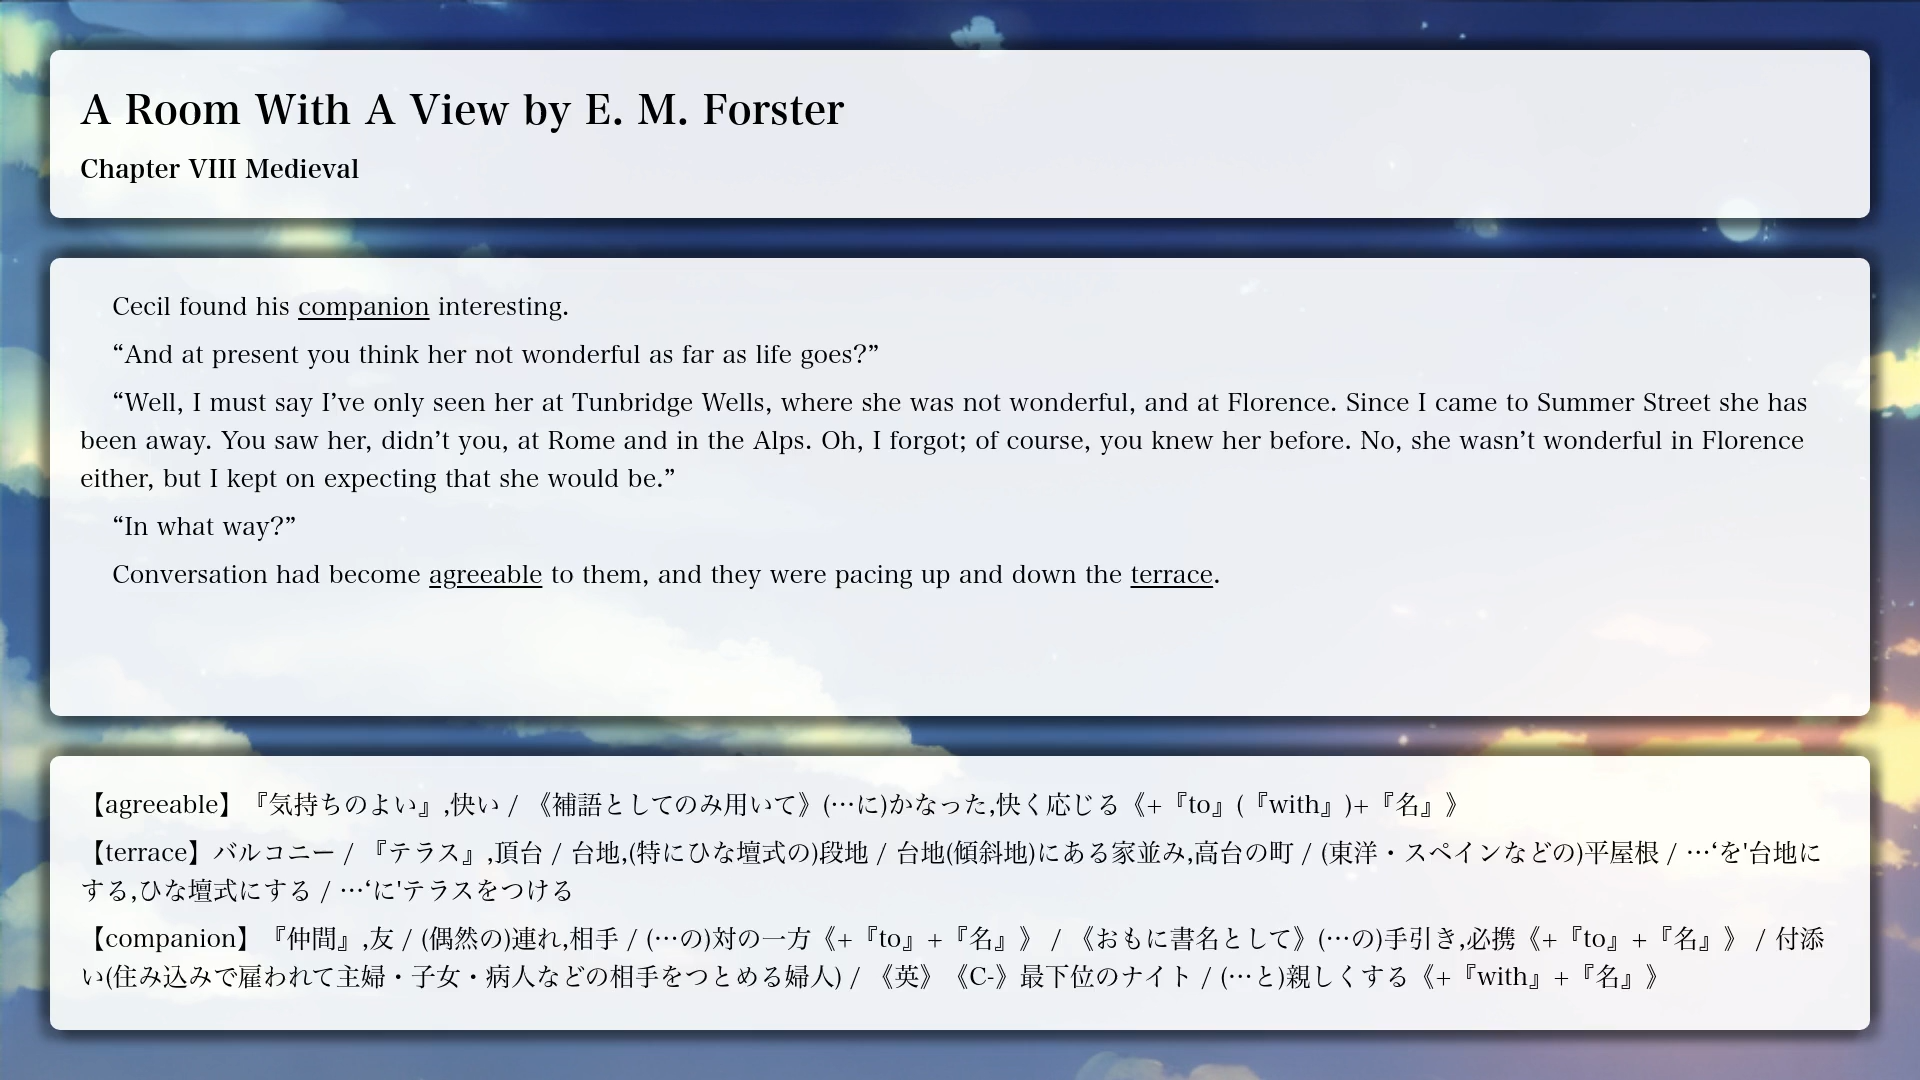 A Room With A View by E. M. Forster
Chapter VIII Medieval
Cecil found his companion interesting.
“And at present you think her not wonderful as far as life goes?”
“Well, I must say I’ve only seen her at Tunbridge Wells, where she was not wonderful, and at Florence. Since I came to Summer Street she has
been away. You saw her, didn’t you, at Rome and in the Alps. Oh, I forgot; of course, you knew her before. No, she wasn’t wonderful in Florence
either, but I kept on expecting that she would be.”
“In what way?”
Conversation had become agreeable to them, and they were pacing up and down the terrace.
【agreeable】『気持ちのよい』,快い / 《補語としてのみ用いて》(…に)かなった,快く応じる《+『to』(『with』)+『名』》
【terrace】バルコニー / 『テラス』,頂台 / 台地,(特にひな壇式の)段地 / 台地(傾斜地)にある家並み,高台の町 / (東洋・スペインなどの)平屋根 / …‘を'台地に
する,ひな壇式にする / …‘に'テラスをつける
【companion】『仲間』,友 / (偶然の)連れ,相手 / (…の)対の一方《+『to』+『名』》 / 《おもに書名として》(…の)手引き,必携《+『to』+『名』》 / 付添
い(住み込みで雇われて主婦・子女・病人などの相手をつとめる婦人) / 《英》《C-》最下位のナイト / (…と)親しくする《+『with』+『名』》